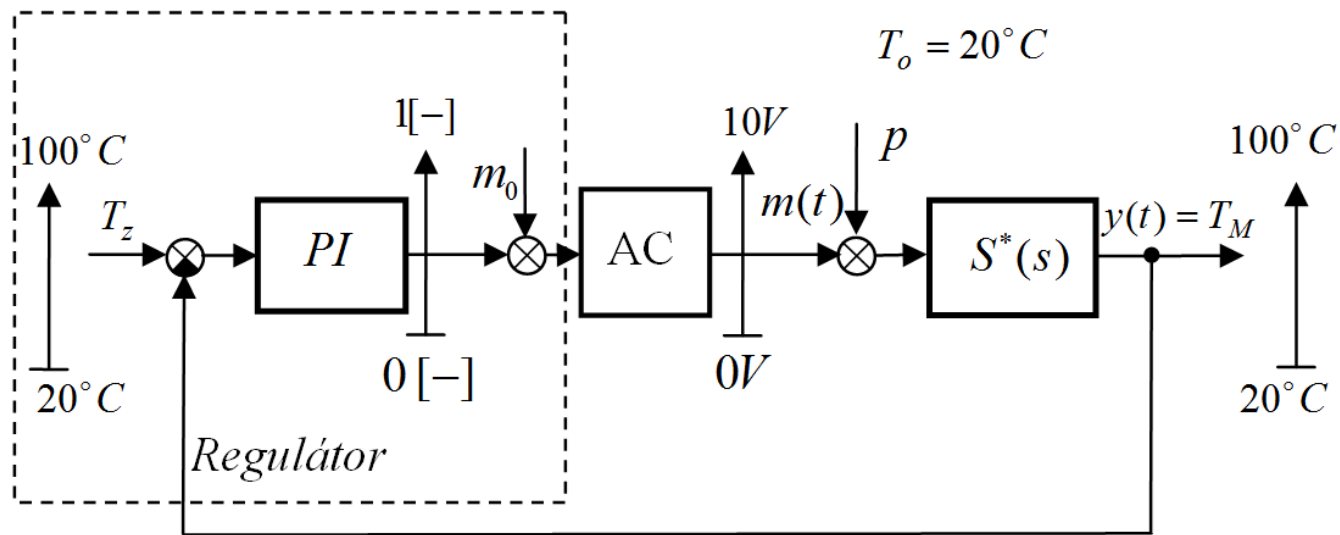 T_o = 20°C
100°C
T_z
20°C
PI
1[−]
0 [−]
m_0
AC
10V
0V
m(t)
p
S*(s)
y(t) = T_M
100°C
20°C
Regulátor